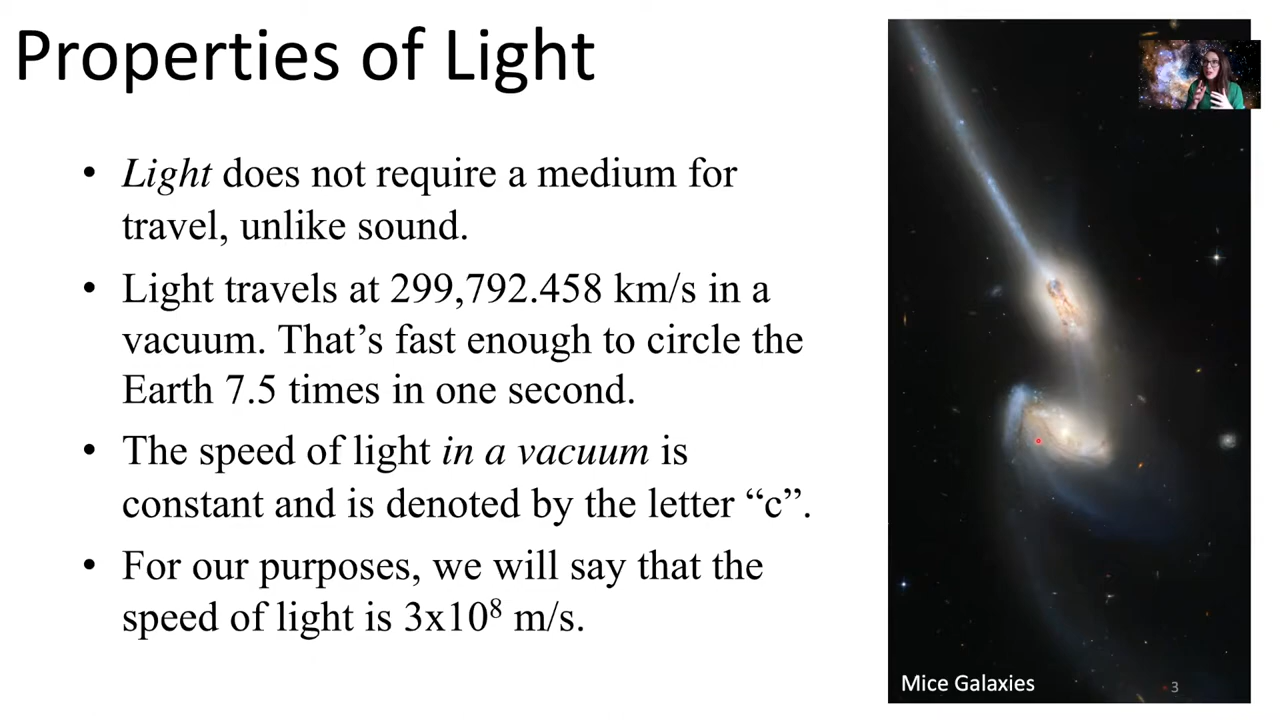 Properties of Light
• Light does not require a medium for
travel, unlike sound.
• Light travels at 299,792.458 km/s in a
vacuum. That’s fast enough to circle the
Earth 7.5 times in one second.
• The speed of light in a vacuum is
constant and is denoted by the letter “c”.
• For our purposes, we will say that the
speed of light is 3x10⁸ m/s.
Mice Galaxies
3